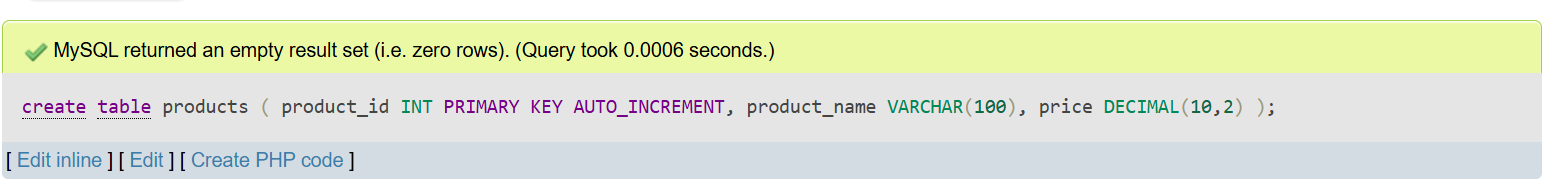 MySQL returned an empty result set (i.e. zero rows). (Query took 0.0006 seconds.)
create table products ( product_id INT PRIMARY KEY AUTO_INCREMENT, product_name VARCHAR(100), price DECIMAL(10,2) );
[ Edit inline ] [ Edit ] [ Create PHP code ]